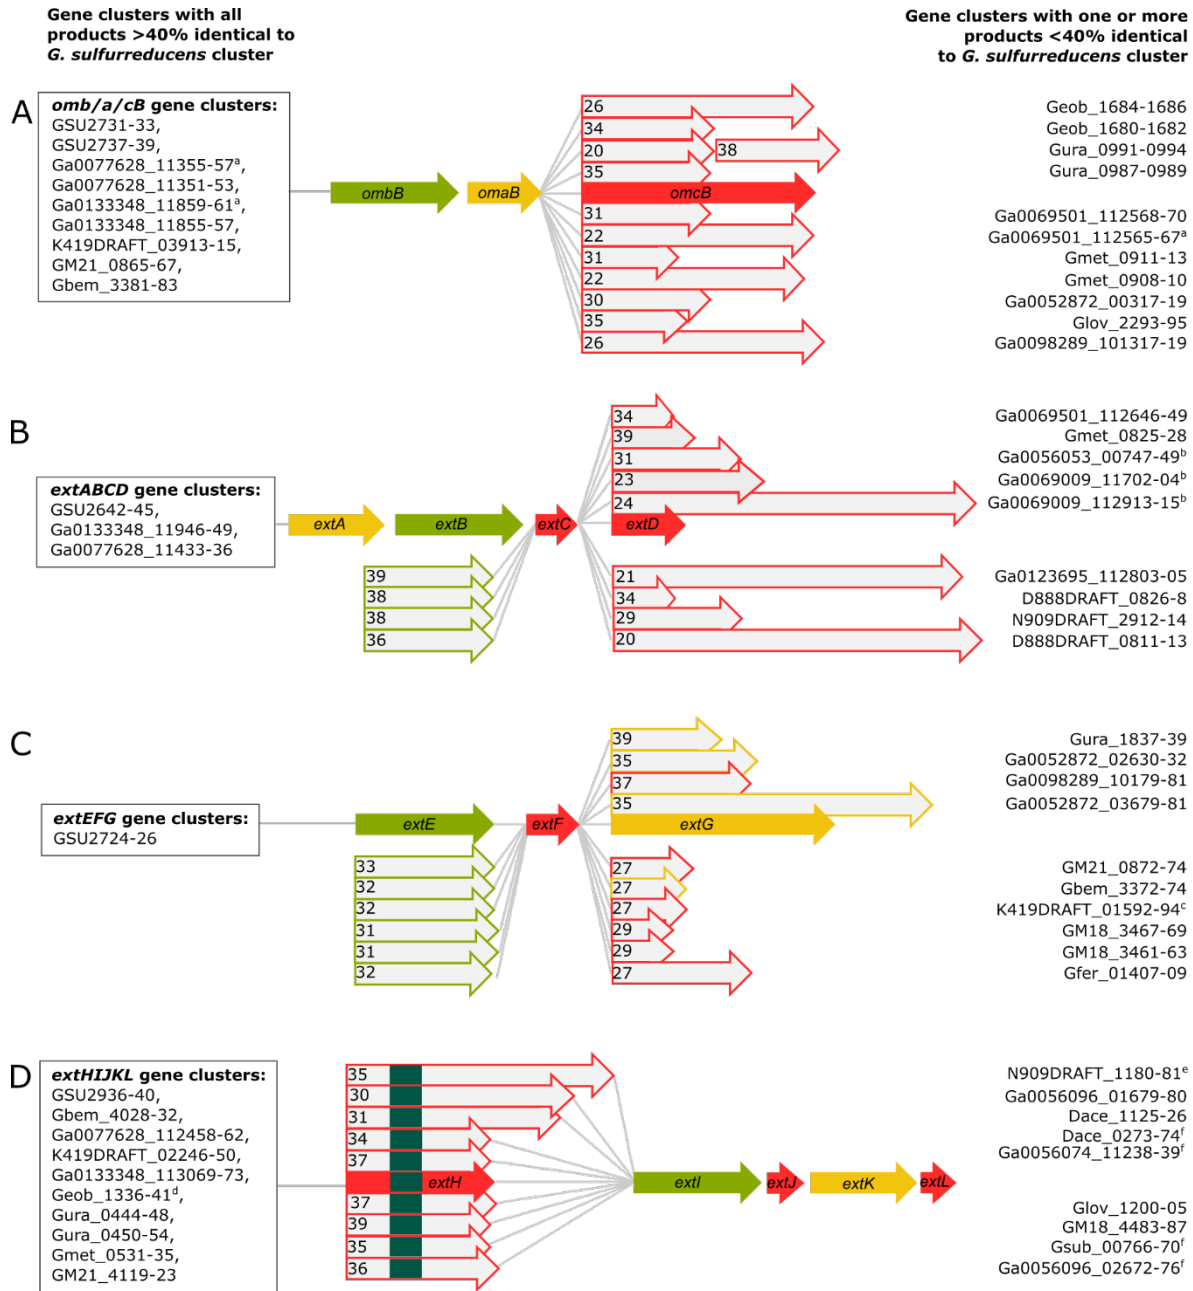 Gene clusters with all
products >40% identical to
G. sulfurreducens cluster
Gene clusters with one or more
products <40% identical
to G. sulfurreducens cluster
A
omb/a/cB gene clusters:
GSU2731-33,
GSU2737-39,
Ga0077628_11355-57a,
Ga0077628_11351-53,
Ga0133348_11859-61a,
Ga0133348_11855-57,
K419DRAFT_03913-15,
GM21_0865-67,
Gbem_3381-83
ombB
omaB
26
34
20
38
35
omcB
31
22
31
22
30
35
26
Geob_1684-1686
Geob_1680-1682
Gura_0991-0994
Gura_0987-0989
Ga0069501_112568-70
Ga0069501_112565-67a
Gmet_0911-13
Gmet_0908-10
Ga0052872_00317-19
Glov_2293-95
Ga0098289_101317-19
B
extABCD gene clusters:
GSU2642-45,
Ga0133348_11946-49,
Ga0077628_11433-36
extA
extB
extC
extD
39
38
38
36
34
39
31
23
24
21
34
29
20
Ga0069501_112646-49
Gmet_0825-28
Ga0056053_00747-49b
Ga0069009_11702-04b
Ga0069009_112913-15b
Ga0123695_112803-05
D888DRAFT_0826-8
N909DRAFT_2912-14
D888DRAFT_0811-13
C
extEFG gene clusters:
GSU2724-26
extE
extF
extG
33
32
32
31
31
32
39
35
37
35
27
27
27
29
29
27
Gura_1837-39
Ga0052872_02630-32
Ga0098289_10179-81
Ga0052872_03679-81
GM21_0872-74
Gbem_3372-74
K419DRAFT_01592-94c
GM18_3467-69
GM18_3461-63
Gfer_01407-09
D
extHIJKL gene clusters:
GSU2936-40,
Gbem_4028-32,
Ga0077628_112458-62,
K419DRAFT_02246-50,
Ga0133348_113069-73,
Geob_1336-41d,
Gura_0444-48,
Gura_0450-54,
Gmet_0531-35,
GM21_4119-23
35
30
31
34
37
extH
37
39
35
36
extI
extJ
extK
extL
N909DRAFT_1180-81e
Ga0056096_01679-80
Dace_1125-26
Dace_0273-74f
Ga0056074_11238-39f
Glov_1200-05
GM18_4483-87
Gsub_00766-70f
Ga0056096_02672-76f